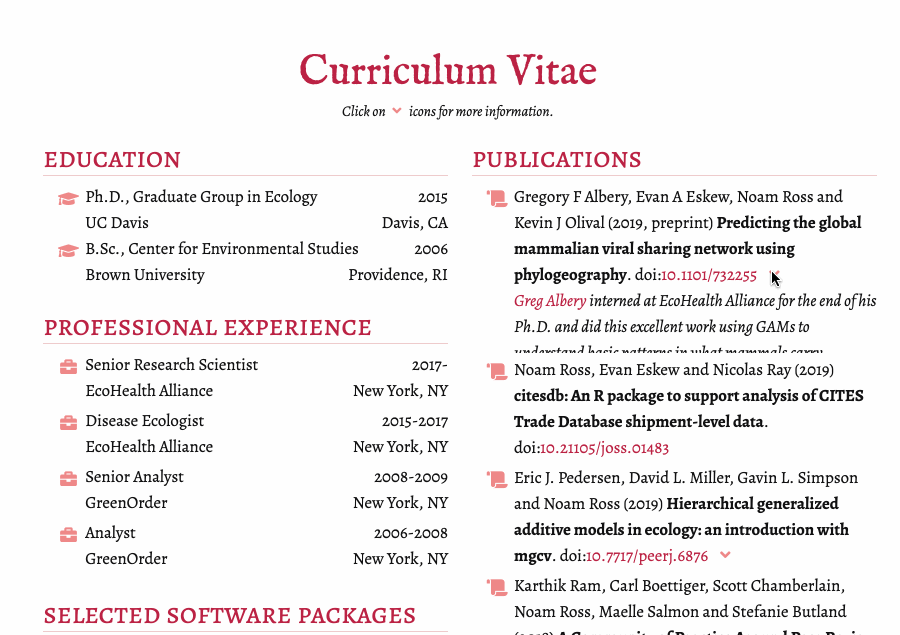 Curriculum Vitae
Click on icons for more information.
EDUCATION
Ph.D., Graduate Group in Ecology 2015
UC Davis Davis, CA
B.Sc., Center for Environmental Studies 2006
Brown University Providence, RI
PROFESSIONAL EXPERIENCE
Senior Research Scientist 2017-
EcoHealth Alliance New York, NY
Disease Ecologist 2015-2017
EcoHealth Alliance New York, NY
Senior Analyst 2008-2009
GreenOrder New York, NY
Analyst 2006-2008
GreenOrder New York, NY
SELECTED SOFTWARE PACKAGES
PUBLICATIONS
Gregory F Albery, Evan A Eskew, Noam Ross and
Kevin J Olival (2019, preprint) Predicting the global
mammalian viral sharing network using
phylogeography. doi:10.1101/732255
Greg Albery interned at EcoHealth Alliance for the end of his
Ph.D. and did this excellent work using GAMs to
understand basic patterns in what mammals carry
Noam Ross, Evan Eskew and Nicolas Ray (2019)
citesdb: An R package to support analysis of CITES
Trade Database shipment-level data.
doi:10.21105/joss.01483
Eric J. Pedersen, David L. Miller, Gavin L. Simpson
and Noam Ross (2019) Hierarchical generalized
additive models in ecology: an introduction with
mgcv. doi:10.7717/peerj.6876
Karthik Ram, Carl Boettiger, Scott Chamberlain,
Noam Ross, Maelle Salmon and Stefanie Butland